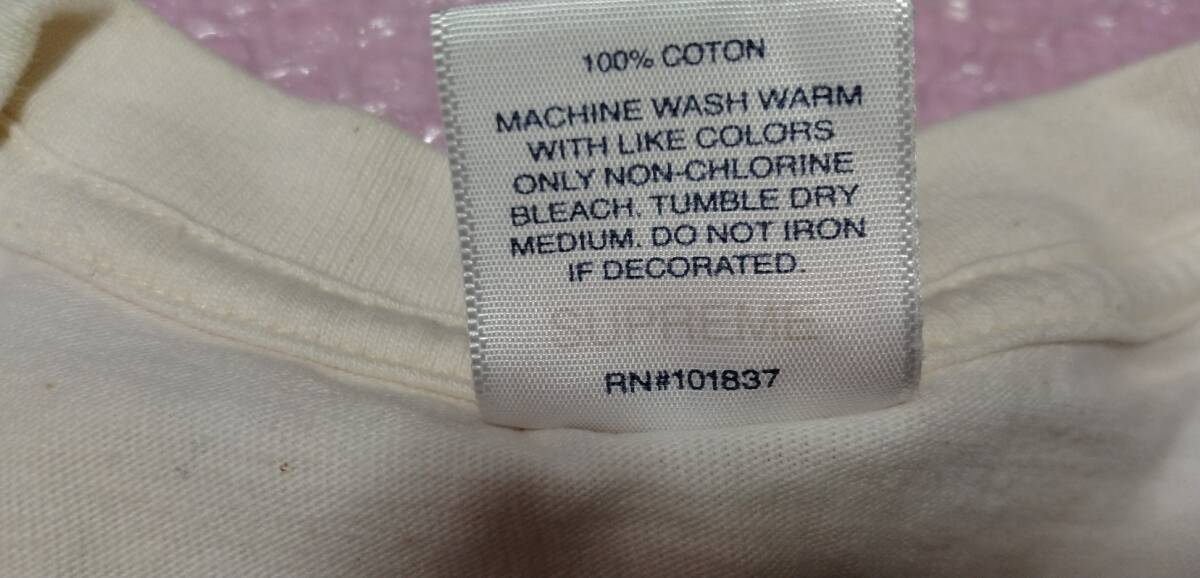 100% COTON
MACHINE WASH WARM
WITH LIKE COLORS
ONLY NON-CHLORINE
BLEACH. TUMBLE DRY
MEDIUM. DO NOT IRON
IF DECORATED.
SUPREME
RN#101837